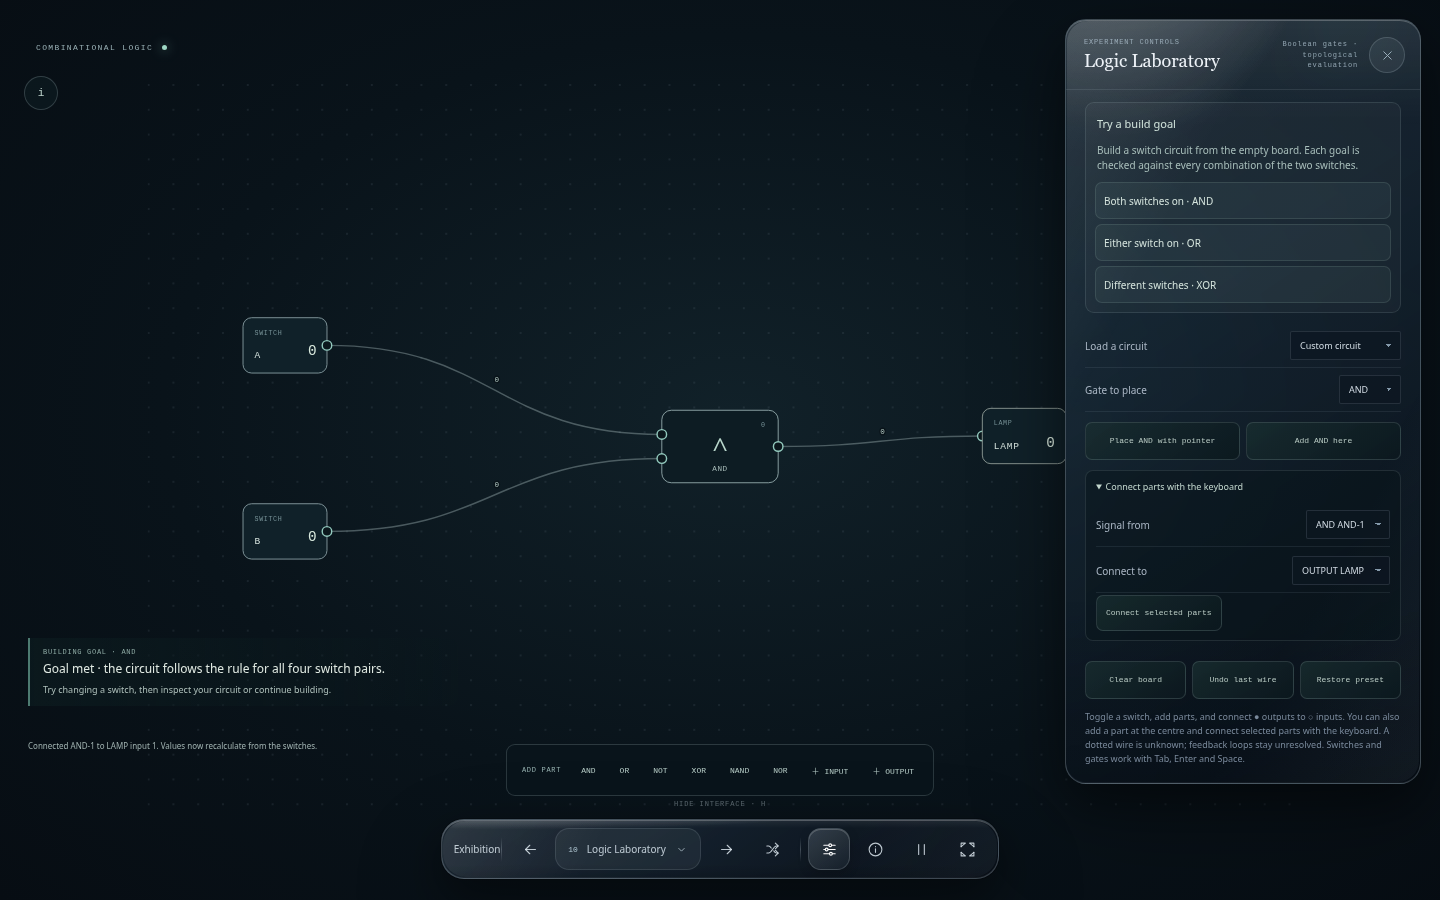 COMBINATIONAL LOGIC
i
SWITCH
A 0
0
SWITCH
B 0
0
0
^
AND
0
LAMP
LAMP 0
BUILDING GOAL · AND
Goal met · the circuit follows the rule for all four switch pairs.
Try changing a switch, then inspect your circuit or continue building.
Connected AND-1 to LAMP input 1. Values now recalculate from the switches.
ADD PART AND OR NOT XOR NAND NOR + INPUT + OUTPUT
HIDE INTERFACE · H
Exhibition 10 Logic Laboratory
EXPERIMENT CONTROLS
Logic Laboratory
Boolean gates ·
topological
evaluation
Try a build goal
Build a switch circuit from the empty board. Each goal is
checked against every combination of the two switches.
Both switches on · AND
Either switch on · OR
Different switches · XOR
Load a circuit Custom circuit
Gate to place AND
Place AND with pointer Add AND here
▼ Connect parts with the keyboard
Signal from AND AND-1
Connect to OUTPUT LAMP
Connect selected parts
Clear board Undo last wire Restore preset
Toggle a switch, add parts, and connect ● outputs to ○ inputs. You can also
add a part at the centre and connect selected parts with the keyboard. A
dotted wire is unknown; feedback loops stay unresolved. Switches and
gates work with Tab, Enter and Space.